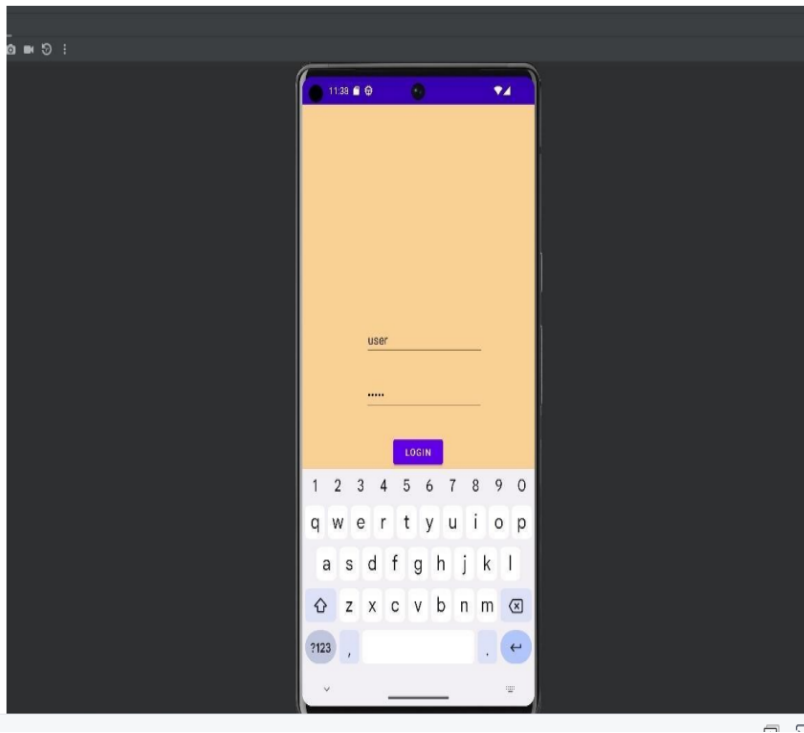 11:38
user
•••••
LOGIN
1 2 3 4 5 6 7 8 9 0
q w e r t y u i o p
a s d f g h j k l
z x c v b n m
?123 , .